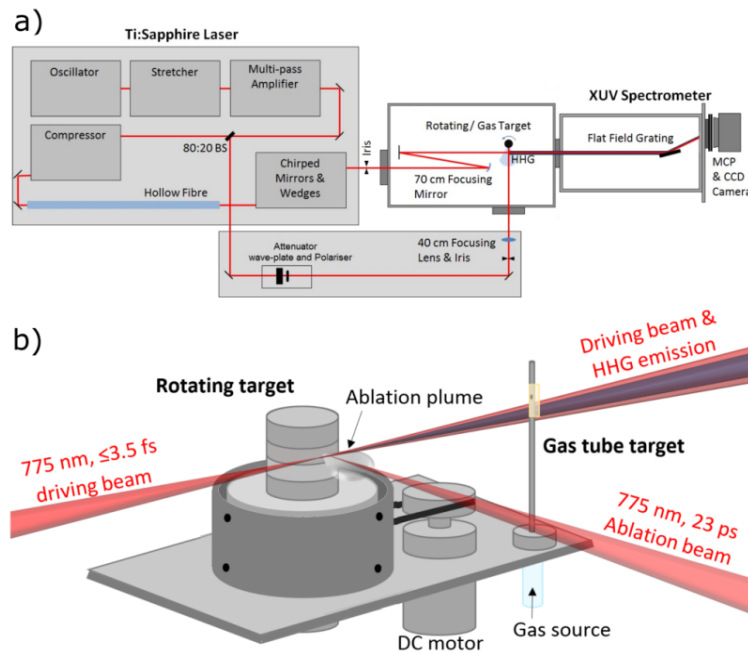 a)
Ti:Sapphire Laser
Oscillator
Stretcher
Multi-pass
Amplifier
Compressor
80:20 BS
Hollow Fibre
Chirped
Mirrors &
Wedges
Iris
Rotating/ Gas Target
HHG
70 cm Focusing
Mirror
XUV Spectrometer
Flat Field Grating
MCP
& CCD
Camera
Attenuator
wave-plate and Polariser
40 cm Focusing
Lens & Iris
b)
Driving beam &
HHG emission
Rotating target
Ablation plume
775 nm, ≤3.5 fs
driving beam
Gas tube target
775 nm, 23 ps
Ablation beam
DC motor
Gas source